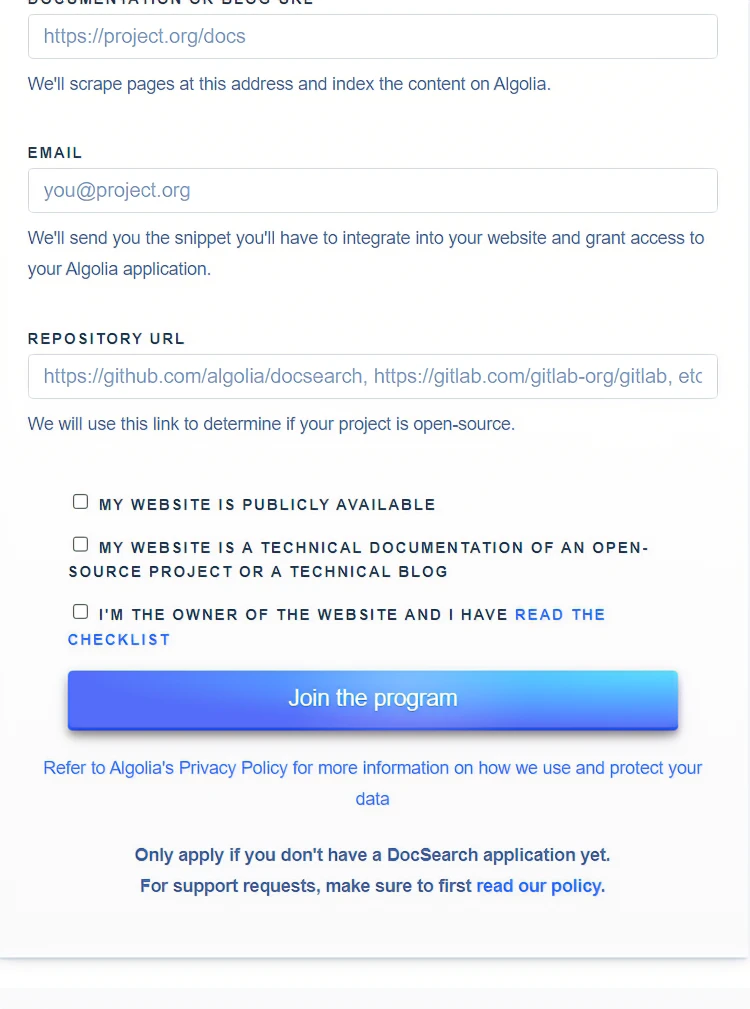 DOCUMENTATION OR BLOG URL
https://project.org/docs
We'll scrape pages at this address and index the content on Algolia.
EMAIL
you@project.org
We'll send you the snippet you'll have to integrate into your website and grant access to
your Algolia application.
REPOSITORY URL
https://github.com/algolia/docsearch, https://gitlab.com/gitlab-org/gitlab, etc
We will use this link to determine if your project is open-source.
MY WEBSITE IS PUBLICLY AVAILABLE
MY WEBSITE IS A TECHNICAL DOCUMENTATION OF AN OPEN-
SOURCE PROJECT OR A TECHNICAL BLOG
I'M THE OWNER OF THE WEBSITE AND I HAVE READ THE
CHECKLIST
Join the program
Refer to Algolia's Privacy Policy for more information on how we use and protect your
data
Only apply if you don't have a DocSearch application yet.
For support requests, make sure to first read our policy.